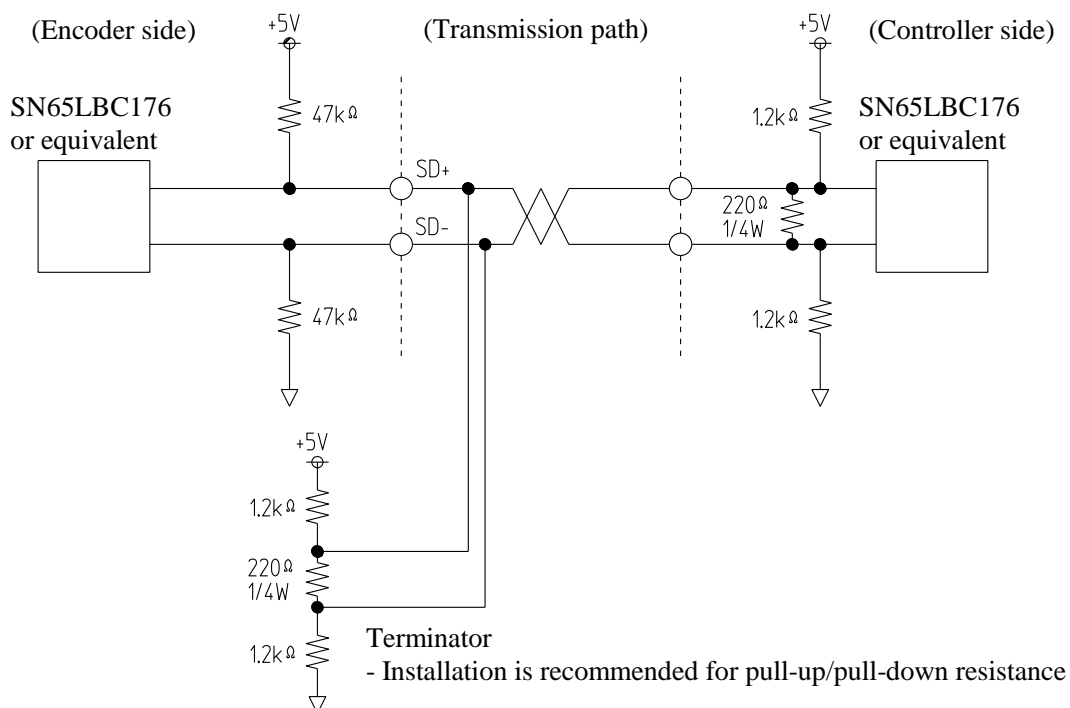 (Encoder side)
+5V
(Transmission path)
+5V
(Controller side)
SN65LBC176
or equivalent
47kΩ
1.2kΩ
SN65LBC176
or equivalent
SD+
SD-
220Ω
1/4W
47kΩ
1.2kΩ
+5V
1.2kΩ
220Ω
1/4W
1.2kΩ
Terminator
- Installation is recommended for pull-up/pull-down resistance